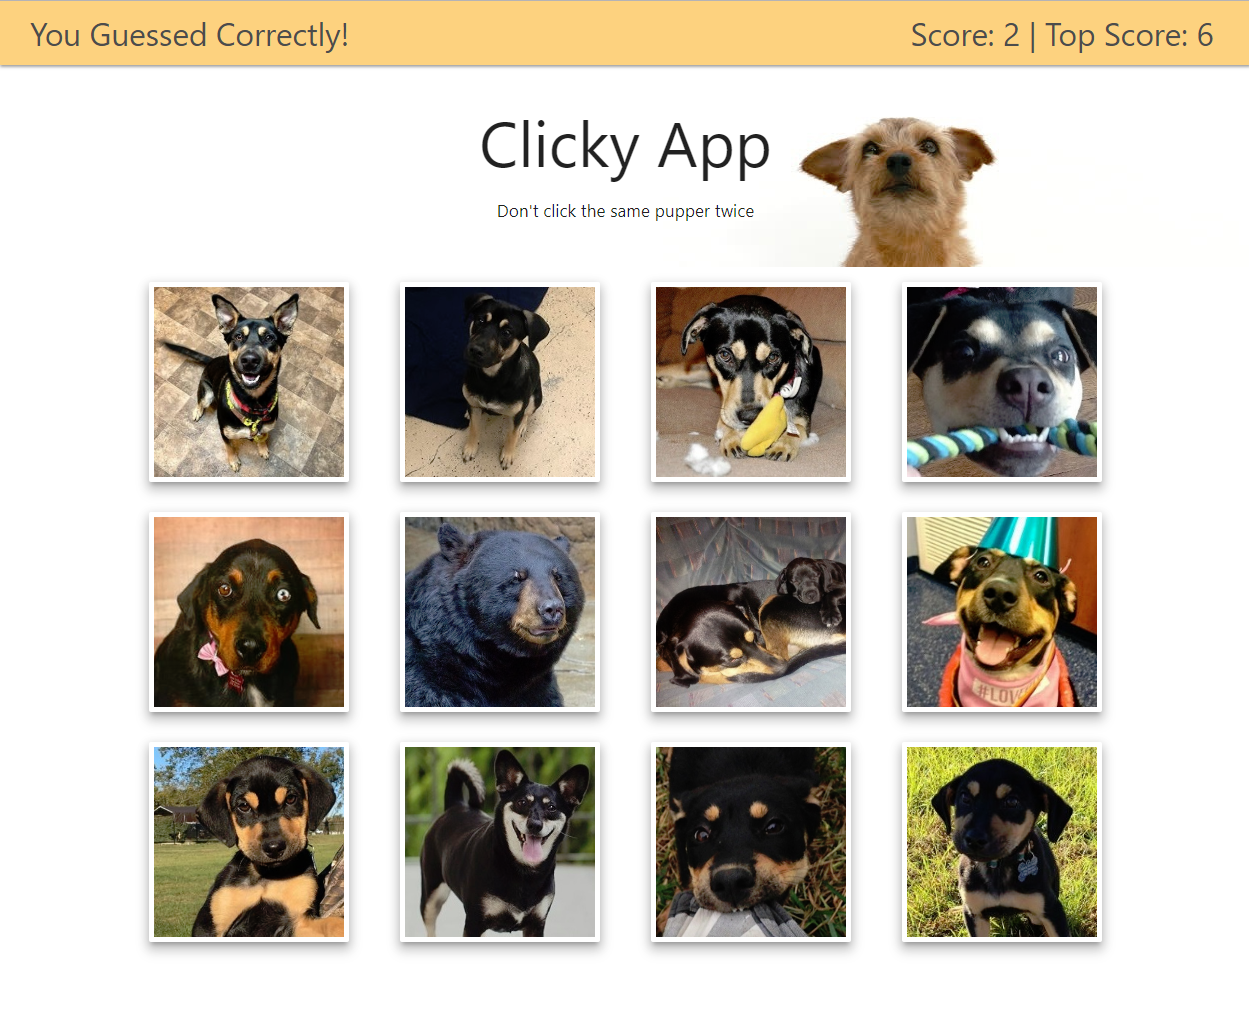 You Guessed Correctly!
Score: 2 | Top Score: 6
Clicky App
Don't click the same pupper twice
#LOV